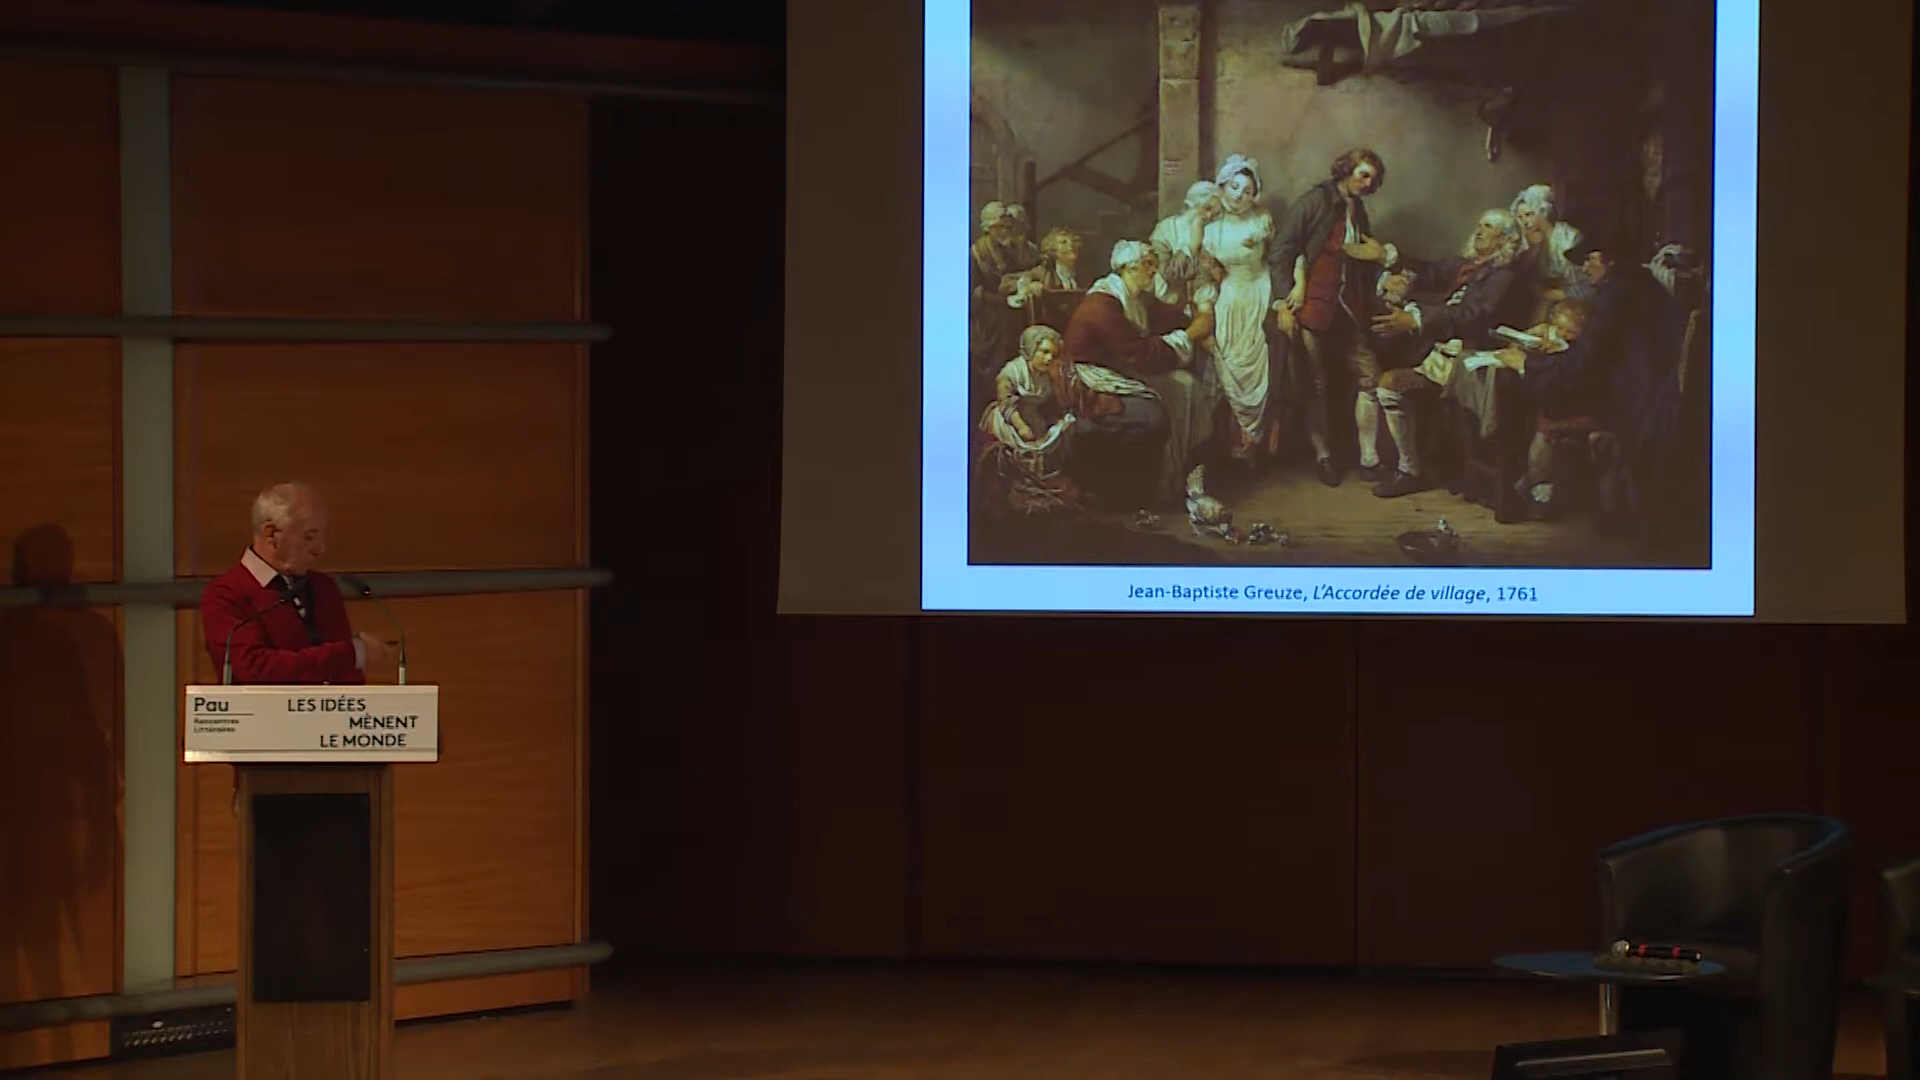 Jean-Baptiste Greuze, L'Accordée de village, 1761
Pau
Rencontres
Littéraires
LES IDÉES
MÈNENT
LE MONDE